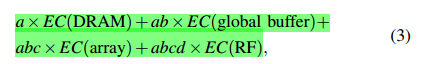 a × EC(DRAM) + ab × EC(global buffer) +
abc × EC(array) + abcd × EC(RF), (3)